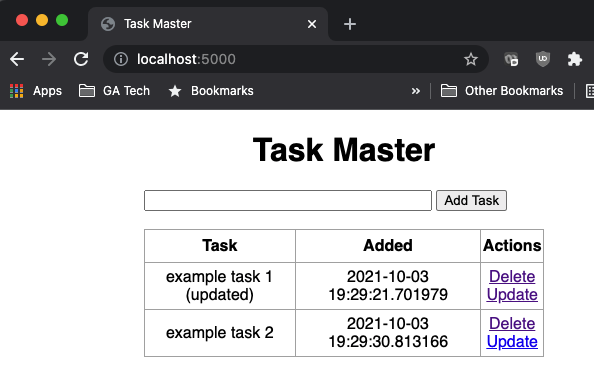 Task Master
localhost:5000
Apps GA Tech Bookmarks » Other Bookmarks
Task Master
Add Task
Task Added Actions
example task 1 2021-10-03 Delete
(updated) 19:29:21.701979 Update
example task 2 2021-10-03 Delete
19:29:30.813166 Update